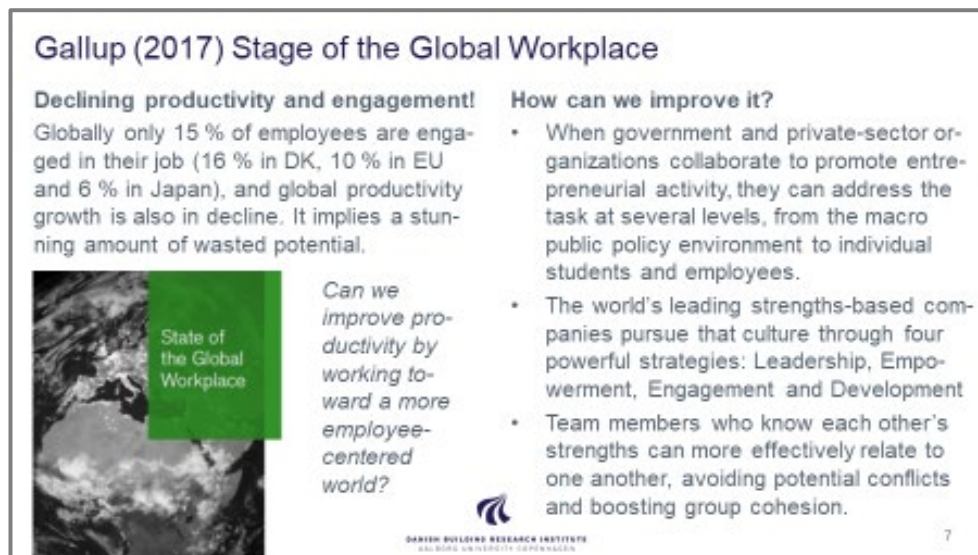 Gallup (2017) Stage of the Global Workplace
Declining productivity and engagement!
Globally only 15 % of employees are enga-
ged in their job (16 % in DK, 10 % in EU
and 6 % in Japan), and global productivity
growth is also in decline. It implies a stun-
ning amount of wasted potential.
State of
the Global
Workplace
Can we
improve pro-
ductivity by
working to-
ward a more
employee-
centered
world?
How can we improve it?
• When government and private-sector or-
ganizations collaborate to promote entre-
preneurial activity, they can address the
task at several levels, from the macro
public policy environment to individual
students and employees.
• The world's leading strengths-based com-
panies pursue that culture through four
powerful strategies: Leadership, Empo-
werment, Engagement and Development
• Team members who know each other's
strengths can more effectively relate to
one another, avoiding potential conflicts
and boosting group cohesion.
DANISH BUILDING RESEARCH INSTITUTE
AALBORG UNIVERSITY COPENHAGEN
7